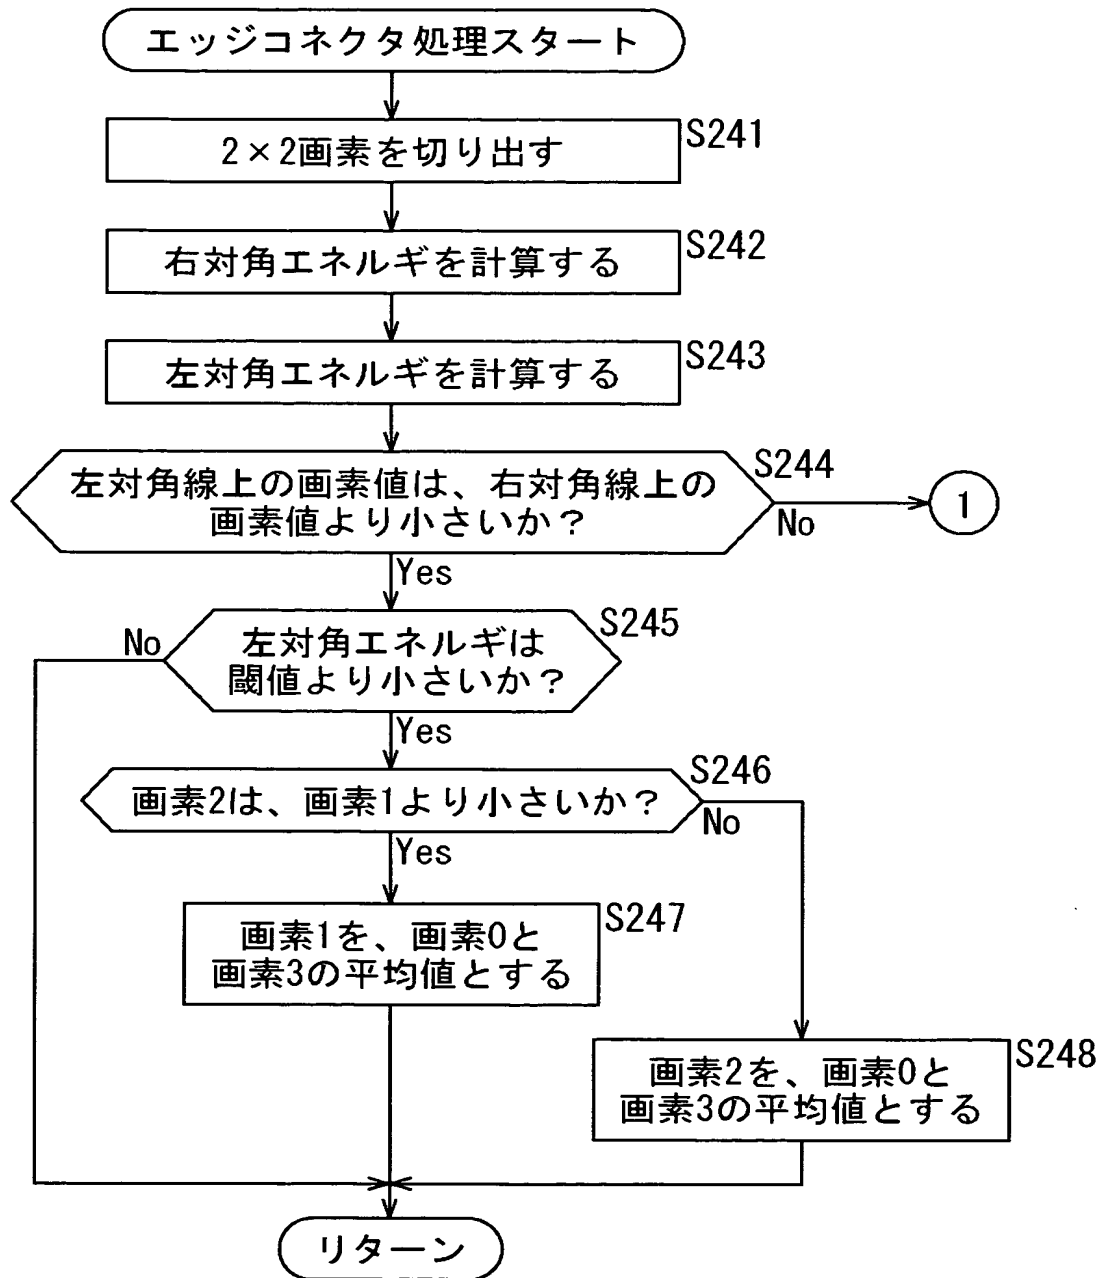 エッジコネクタ処理スタート
S241
2×2画素を切り出す
S242
右対角エネルギを計算する
S243
左対角エネルギを計算する
S244
左対角線上の画素値は、右対角線上の
画素値より小さいか?
No
1
Yes
S245
No
左対角エネルギは
閾値より小さいか?
Yes
S246
画素2は、画素1より小さいか?
No
Yes
S247
画素1を、画素0と
画素3の平均値とする
S248
画素2を、画素0と
画素3の平均値とする
リターン